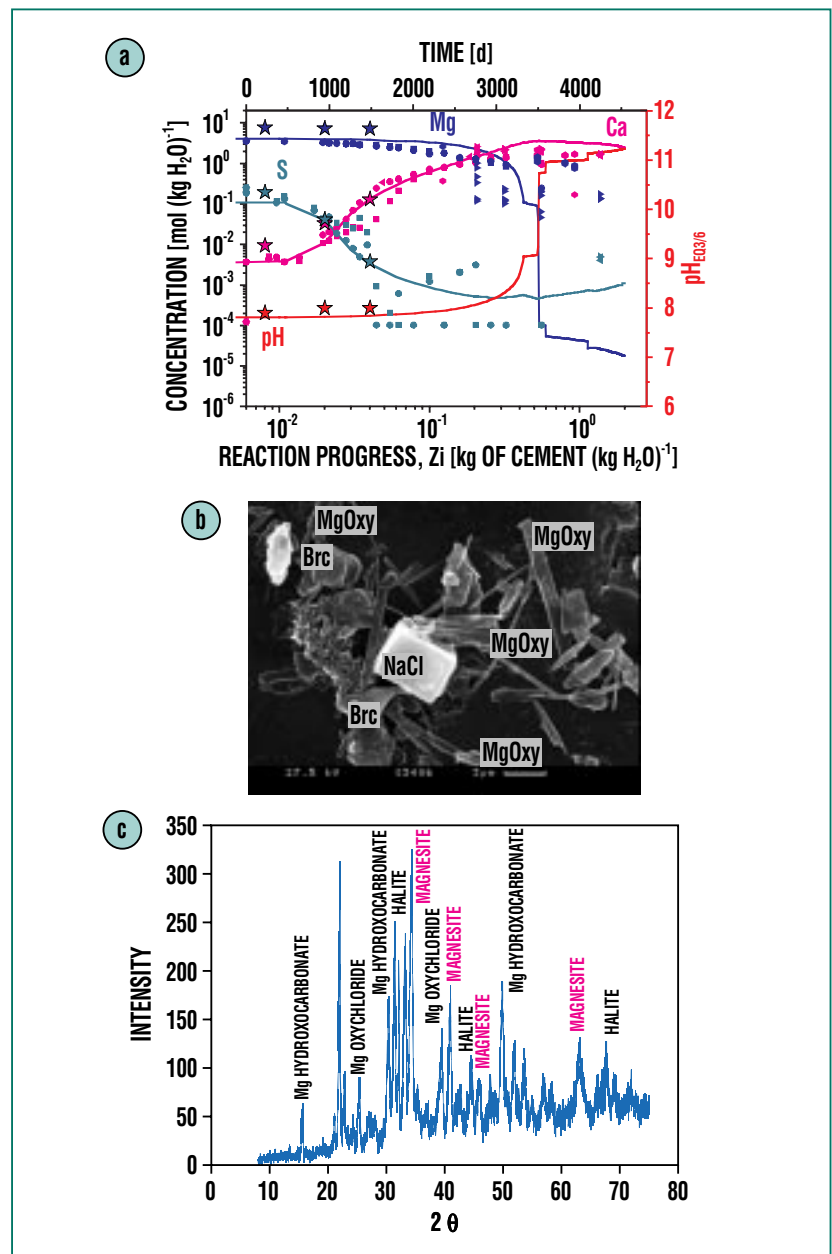 a
TIME [d]
0 1000 2000 3000 4000
CONCENTRATION [mol (kg H₂O)⁻¹]
10¹
10⁰
10⁻¹
10⁻²
10⁻³
10⁻⁴
10⁻⁵
10⁻⁶
Mg
Ca
S
pH
12
11
10
9
8
7
6
pH_EQ3/6
10⁻² 10⁻¹ 10⁰
REACTION PROGRESS, Zi [kg OF CEMENT (kg H₂O)⁻¹]
b
MgOxy
MgOxy
Brc
MgOxy
NaCl
Brc
MgOxy
c
INTENSITY
350
300
250
200
150
100
50
0
Mg HYDROXOCARBONATE
Mg OXYCHLORIDE
Mg HYDROXOCARBONATE
HALITE
MAGNESITE
Mg OXYCHLORIDE
MAGNESITE
HALITE
MAGNESITE
Mg HYDROXOCARBONATE
MAGNESITE
HALITE
0 10 20 30 40 50 60 70 80
2 θ